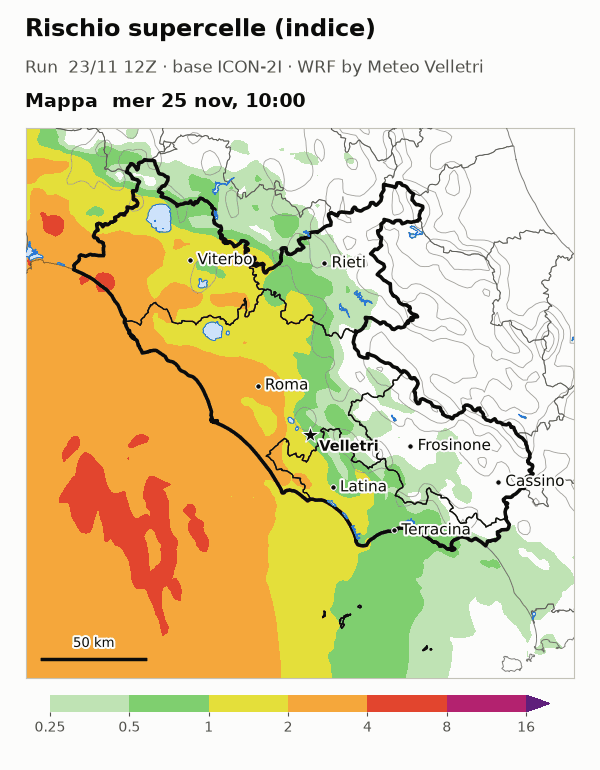 Rischio supercelle (indice)
Run  23/11 12Z · base ICON-2I · WRF by Meteo Velletri
Mappa  mer 25 nov, 10:00
Viterbo
Rieti
Roma
Velletri
Frosinone
Latina
Cassino
Terracina
50 km
0.25 0.5 1 2 4 8 16